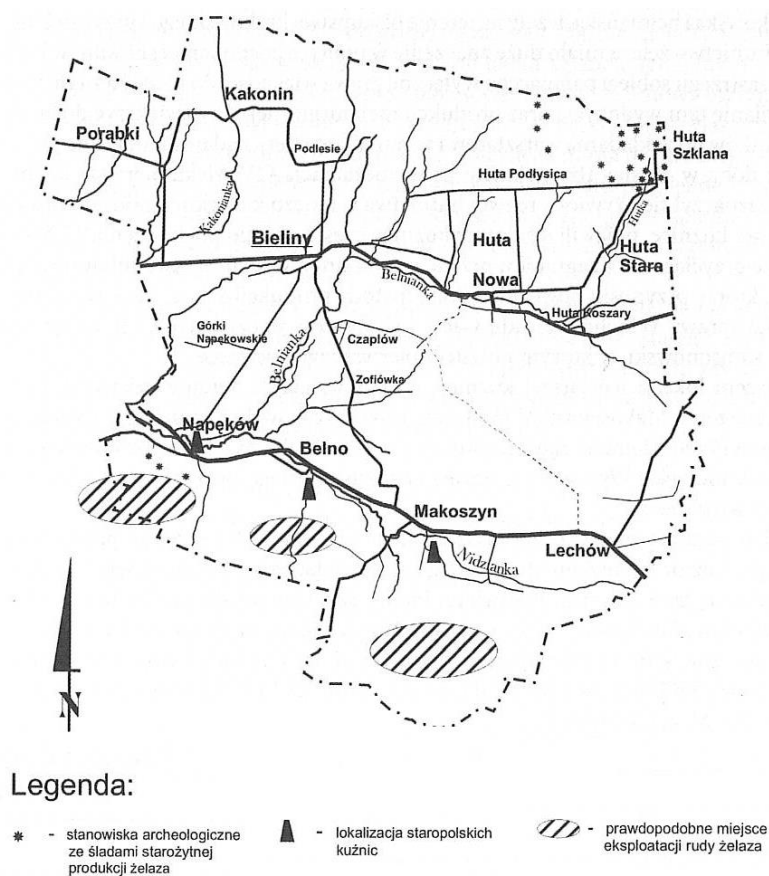 Kakonin
Porąbki
Podłesie
Huta
Szklana
Huta Podłysica
Kakonianka
Huta
Bieliny
Huta
Nowa
Huta
Stara
Belnianka
Huta Koszary
Górki
Napękowskie
Belnianka
Czaplów
Zofiówka
Napęków
Belno
Makoszyn
Nidzianka
Lechów
N
Legenda:
- stanowiska archeologiczne
ze śladami starożytnej
produkcji żelaza
- lokalizacja staropolskich
kuźnic
- prawdopodobne miejsce
eksploatacji rudy żelaza